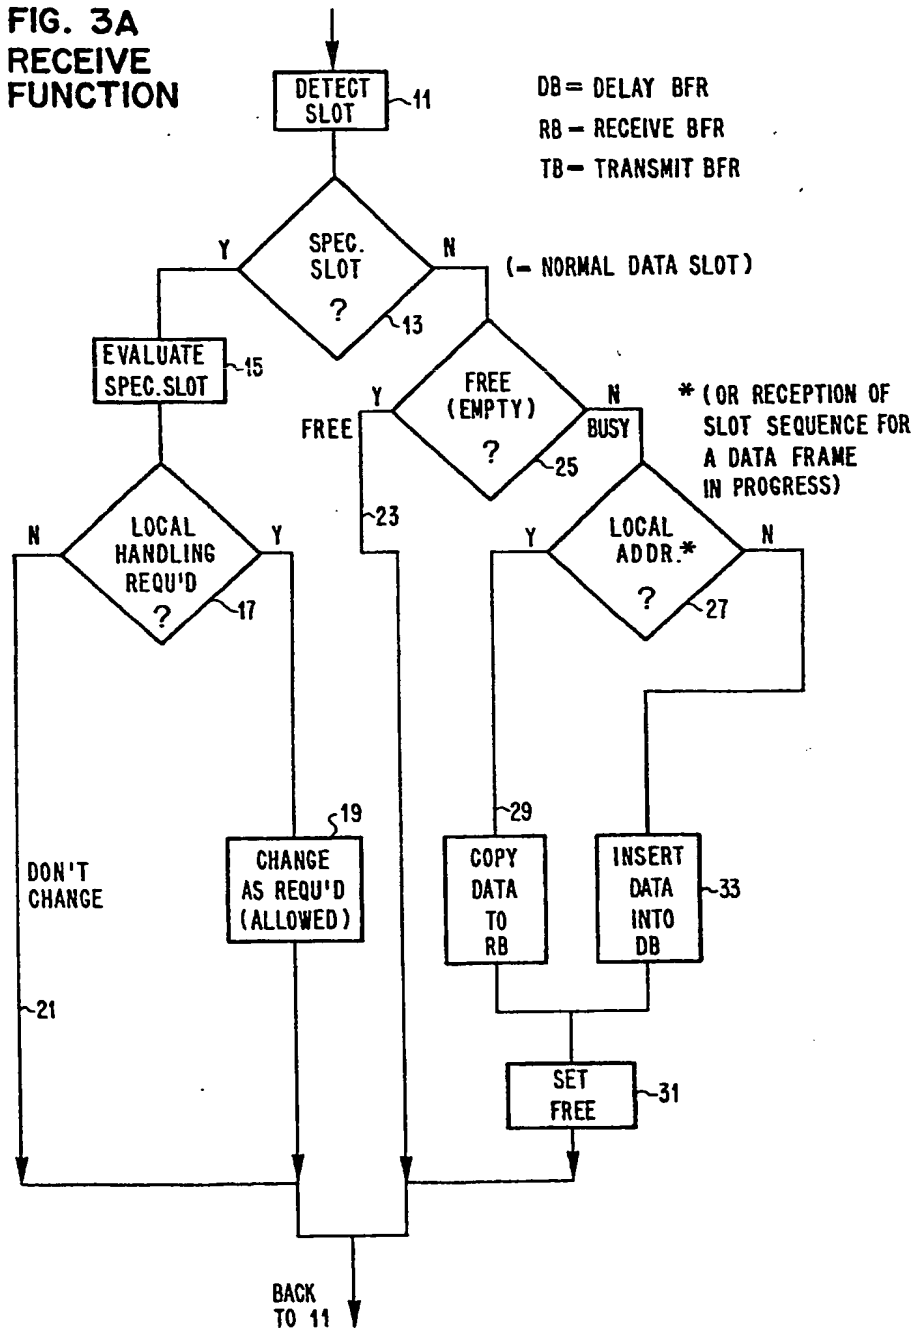 FIG. 3A
RECEIVE
FUNCTION
DETECT
SLOT
11
DB = DELAY BFR
RB - RECEIVE BFR
TB - TRANSMIT BFR
SPEC.
SLOT
?
Y
N
13
(- NORMAL DATA SLOT)
EVALUATE
SPEC.SLOT
15
FREE
(EMPTY)
?
Y
FREE
N
BUSY
25
23
* (OR RECEPTION OF
SLOT SEQUENCE FOR
A DATA FRAME
IN PROGRESS)
LOCAL
HANDLING
REQU'D
?
N
Y
17
LOCAL
ADDR.*
?
Y
N
27
DON'T
CHANGE
21
19
CHANGE
AS REQU'D
(ALLOWED)
29
COPY
DATA
TO
RB
INSERT
DATA
INTO
DB
33
SET
FREE
31
BACK
TO 11